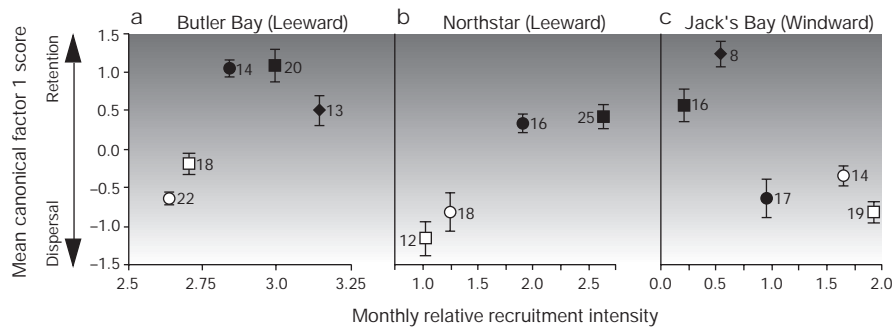 a Butler Bay (Leeward)
b Northstar (Leeward)
c Jack's Bay (Windward)
Mean canonical factor 1 score
Retention
Dispersal
1.5
1.0
0.5
0.0
−0.5
−1.0
−1.5
14
20
13
18
22
2.5 2.75 3.0 3.25
16
25
18
12
1.0 1.5 2.0 2.5
8
16
17
14
19
0.0 0.5 1.0 1.5 2.0
Monthly relative recruitment intensity